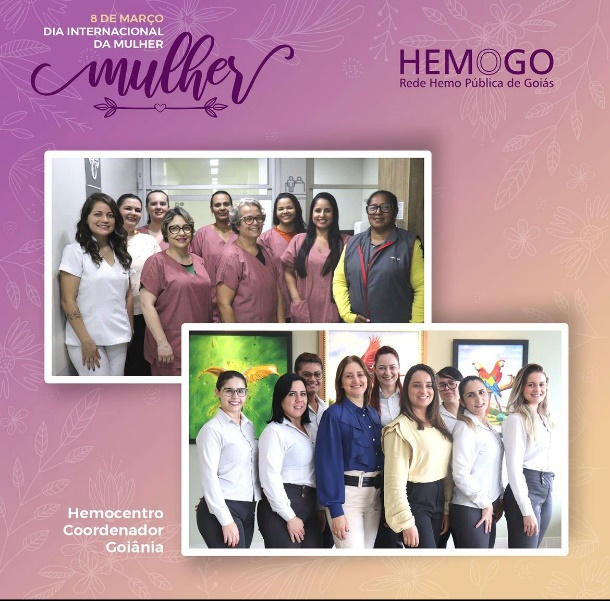 8 DE MARÇO
DIA INTERNACIONAL
DA MULHER
mulher
HEMOGO
Rede Hemo Pública de Goiás
Hemocentro
Coordenador
Goiânia